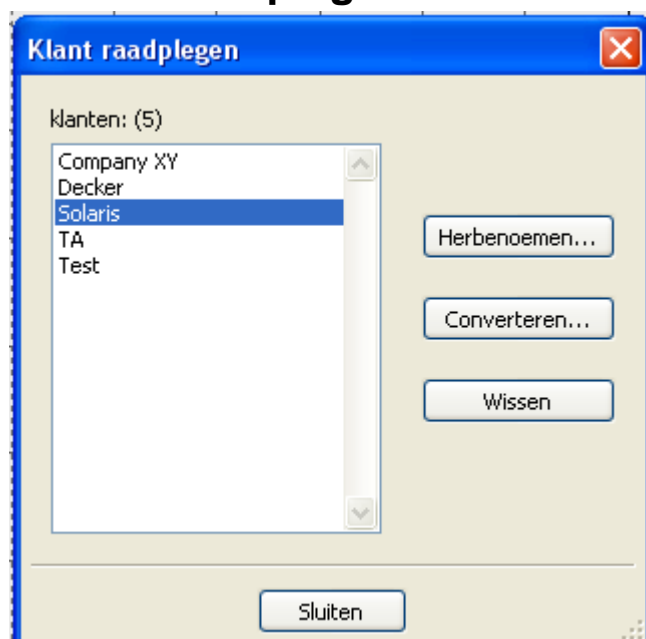 Klant raadplegen
klanten: (5)
Company XY
Decker
Solaris
TA
Test
Herbenoemen...
Converteren...
Wissen
Sluiten